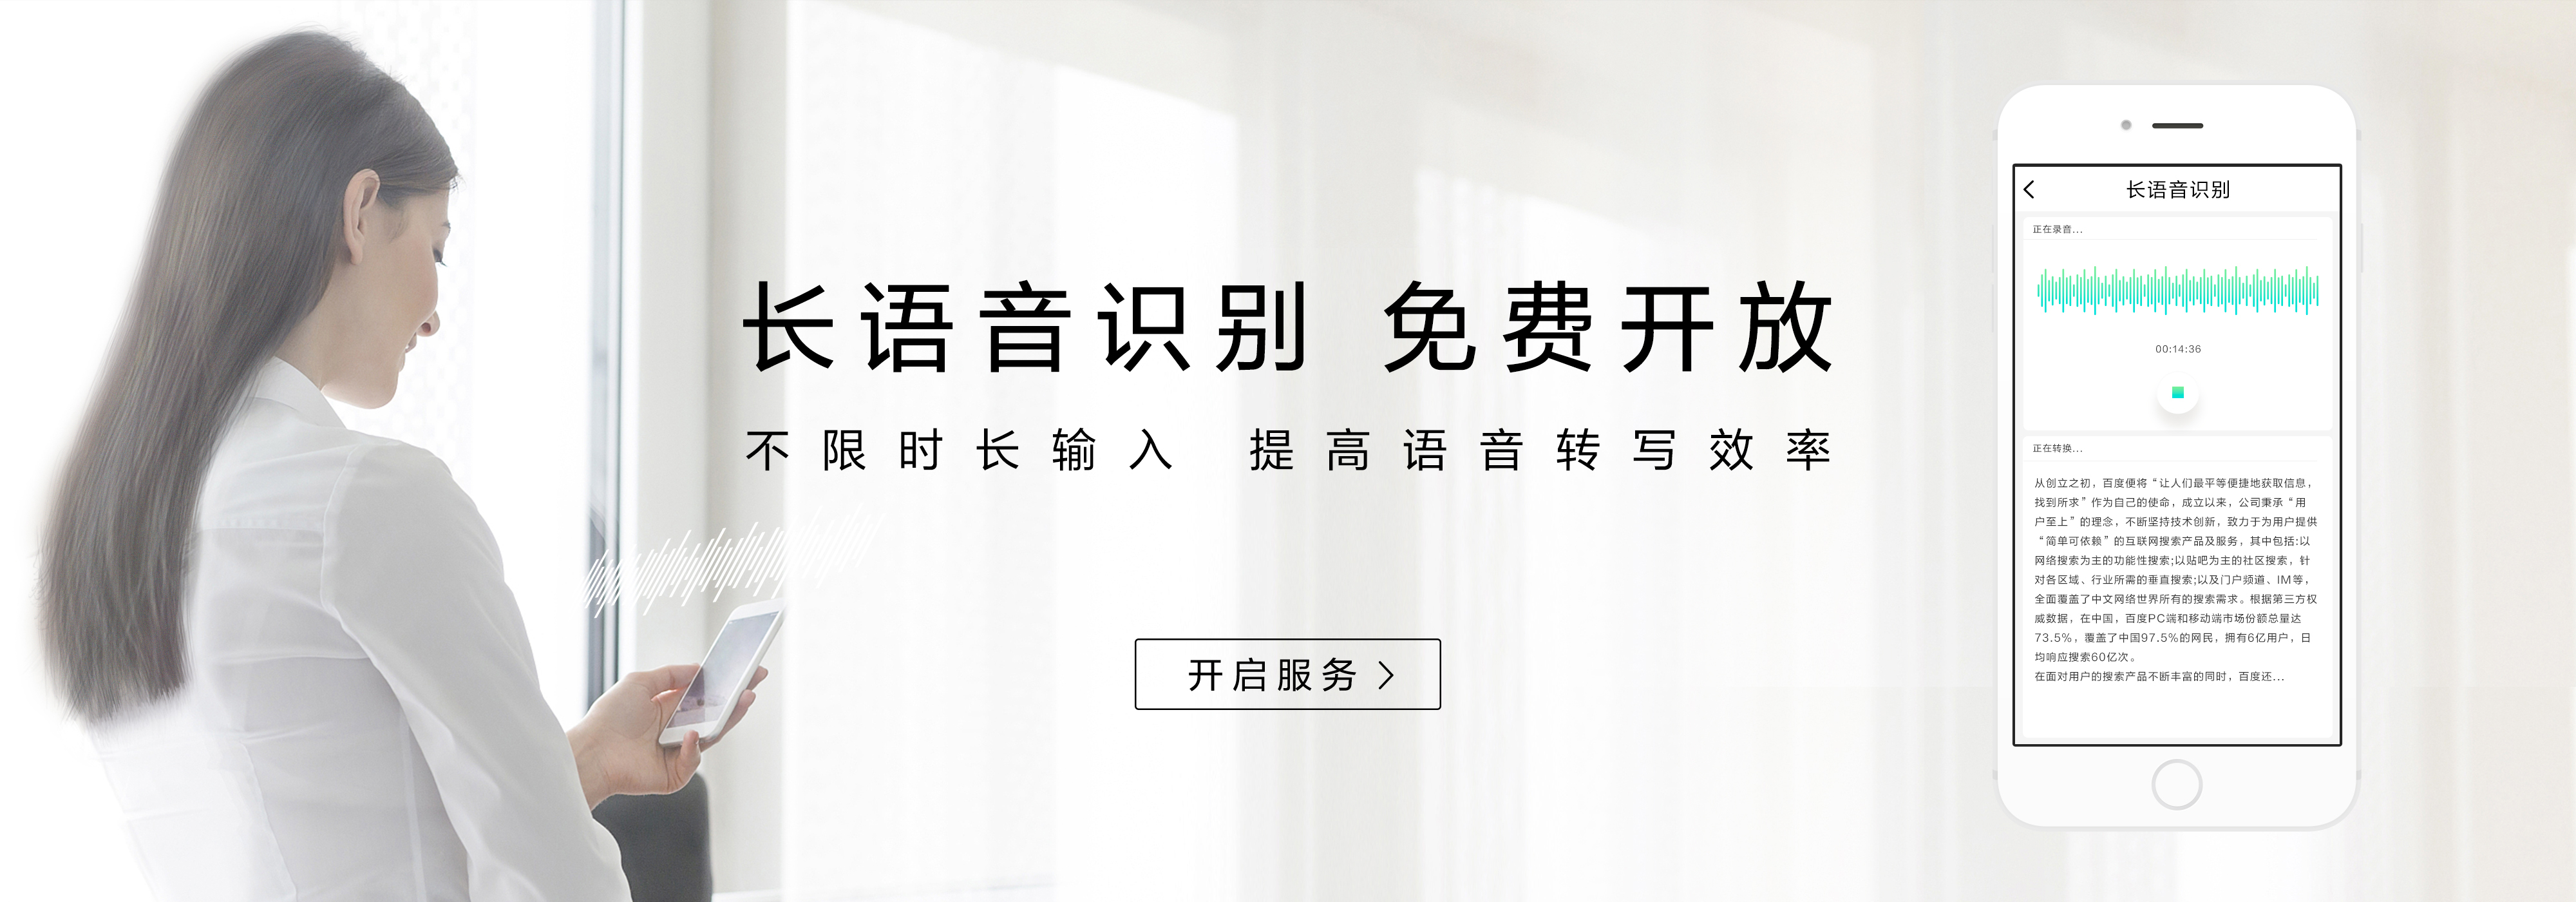 长语音识别 免费开放
不限时长输入 提高语音转写效率
开启服务
长语音识别
正在录音...
00:14:36
正在转换...
从创立之初，百度便将“让人们最平等便捷地获取信息，
找到所求”作为自己的使命，成立以来，公司秉承“用
户至上”的理念，不断坚持技术创新，致力于为用户提供
“简单可依赖”的互联网搜索产品及服务，其中包括:以
网络搜索为主的功能性搜索;以贴吧为主的社区搜索，针
对各区域、行业所需的垂直搜索;以及门户频道、IM等，
全面覆盖了中文网络世界所有的搜索需求。根据第三方权
威数据，在中国，百度PC端和移动端市场份额总量达
73.5%，覆盖了中国97.5%的网民，拥有6亿用户，日
均响应搜索60亿次。
在面对用户的搜索产品不断丰富的同时，百度还...